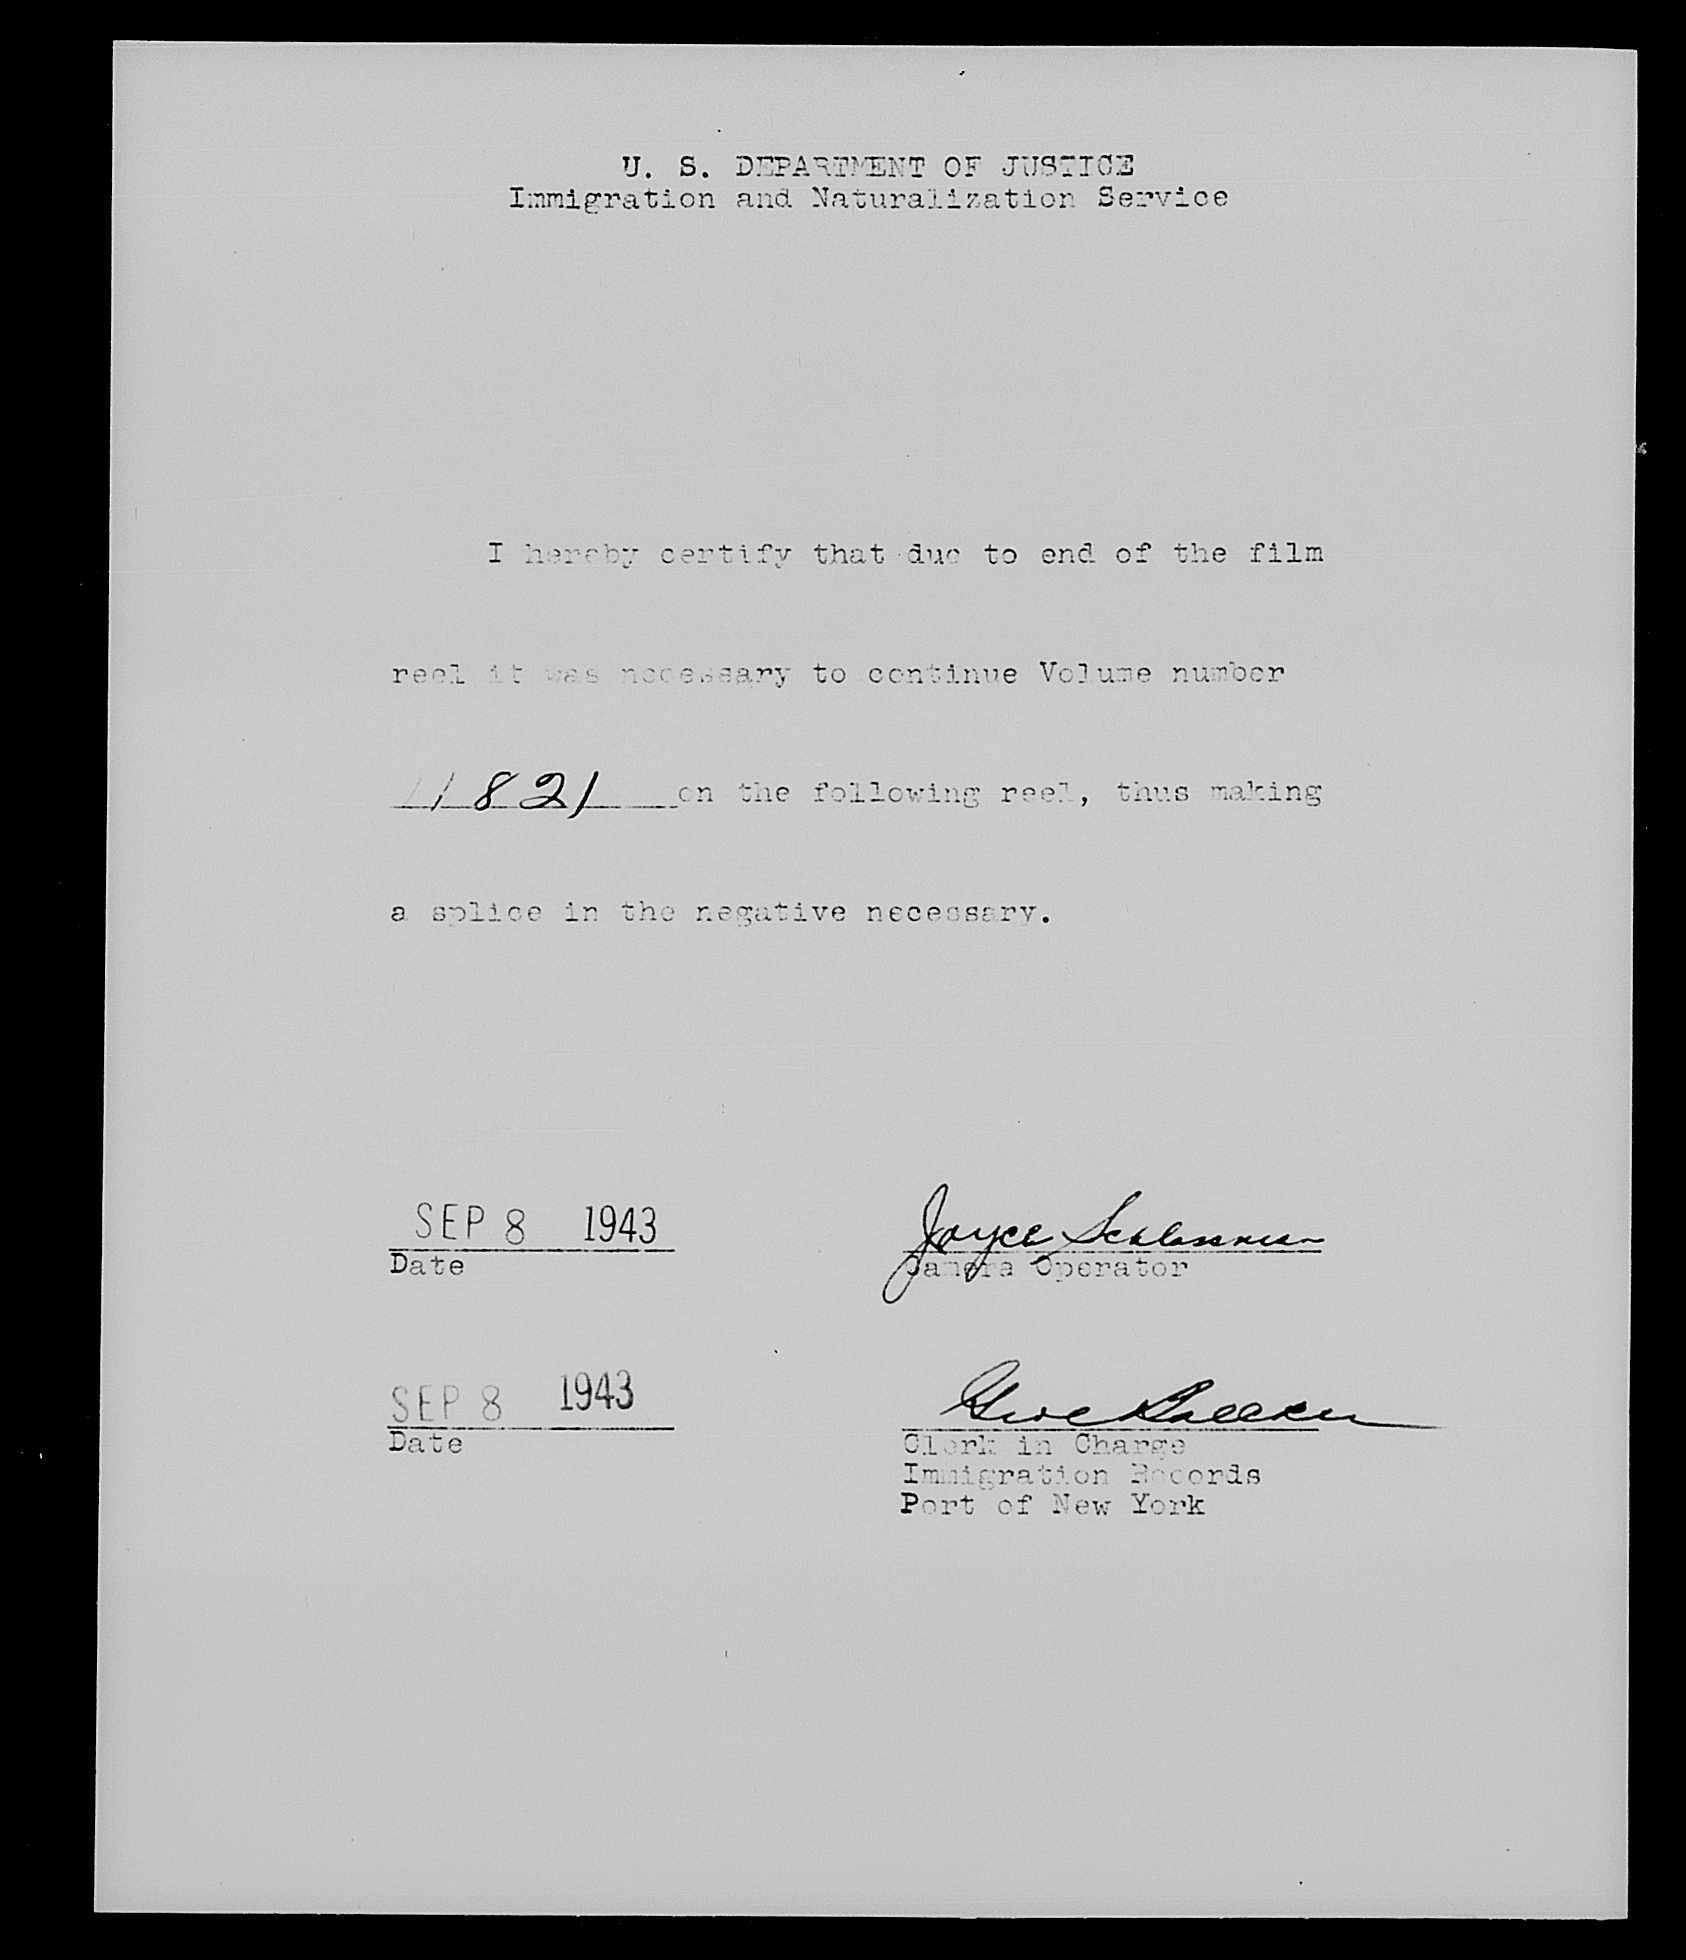 U. S. DEPARTMENT OF JUSTICE
Immigration and Naturalization Service
I hereby certify that due to end of the film
reel it was necessary to continue Volume number
11821 on the following reel, thus making
a splice in the negative necessary.
SEP 8 1943
Date
Joyce
Camera Operator
SEP 8 1943
Date
Clerk in Charge
Immigration Records
Port of New York